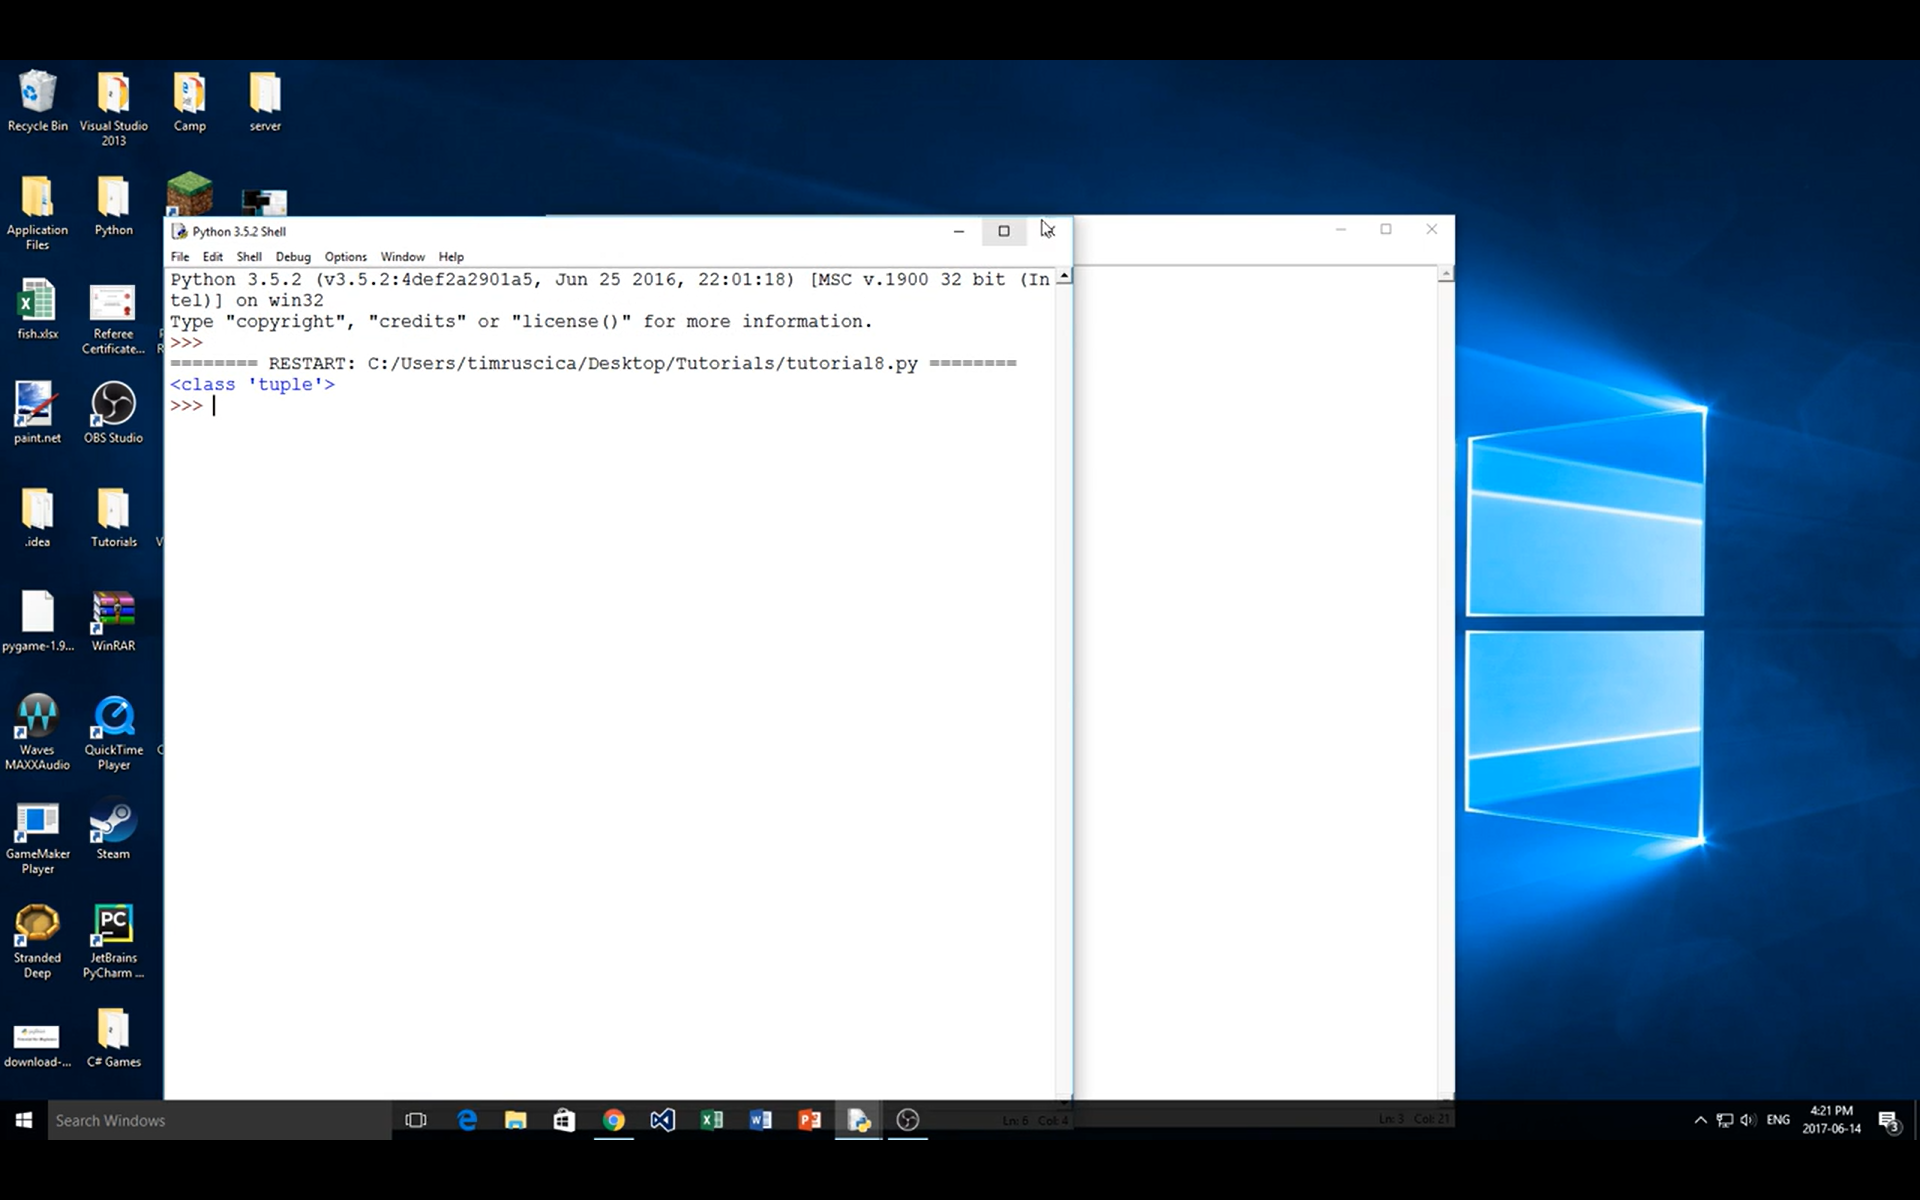 Recycle Bin
Visual Studio
2013
Camp
server
Application
Files
Python
fish.xlsx
Referee
Certificate...
paint.net
OBS Studio
.idea
Tutorials
pygame-1.9...
WinRAR
Waves
MAXXAudio
QuickTime
Player
GameMaker
Player
Steam
Stranded
Deep
JetBrains
PyCharm ...
download-...
C# Games
Python 3.5.2 Shell
File Edit Shell Debug Options Window Help
Python 3.5.2 (v3.5.2:4def2a2901a5, Jun 25 2016, 22:01:18) [MSC v.1900 32 bit (In
tel)] on win32
Type "copyright", "credits" or "license()" for more information.
>>>
======== RESTART: C:/Users/timruscica/Desktop/Tutorials/tutorial8.py ========
<class 'tuple'>
>>>
Ln: 6 Col: 4
Ln: 3 Col: 21
Search Windows
ENG
4:21 PM
2017-06-14
3